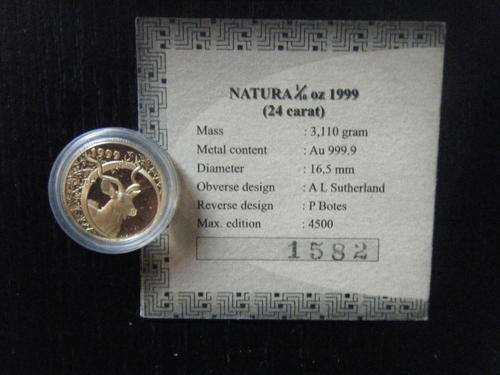 NATURA 1/10 oz 1999
(24 carat)
Mass : 3,110 gram
Metal content : Au 999.9
Diameter : 16,5 mm
Obverse design : A L Sutherland
Reverse design : P Botes
Max. edition : 4500
1582
1999